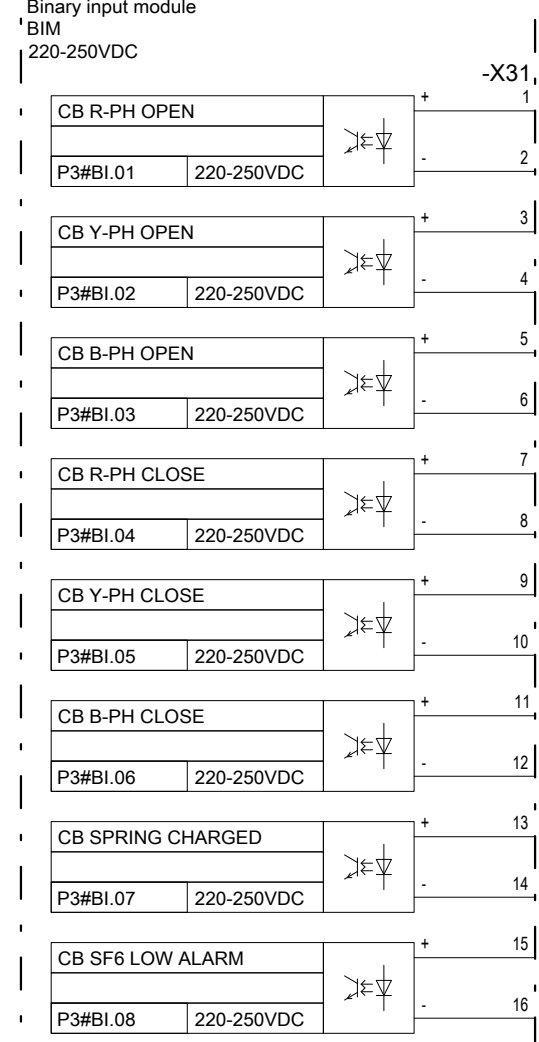 Binary input module
BIM
220-250VDC
-X31
CB R-PH OPEN + 1
P3#BI.01 220-250VDC - 2
CB Y-PH OPEN + 3
P3#BI.02 220-250VDC - 4
CB B-PH OPEN + 5
P3#BI.03 220-250VDC - 6
CB R-PH CLOSE + 7
P3#BI.04 220-250VDC - 8
CB Y-PH CLOSE + 9
P3#BI.05 220-250VDC - 10
CB B-PH CLOSE + 11
P3#BI.06 220-250VDC - 12
CB SPRING CHARGED + 13
P3#BI.07 220-250VDC - 14
CB SF6 LOW ALARM + 15
P3#BI.08 220-250VDC - 16